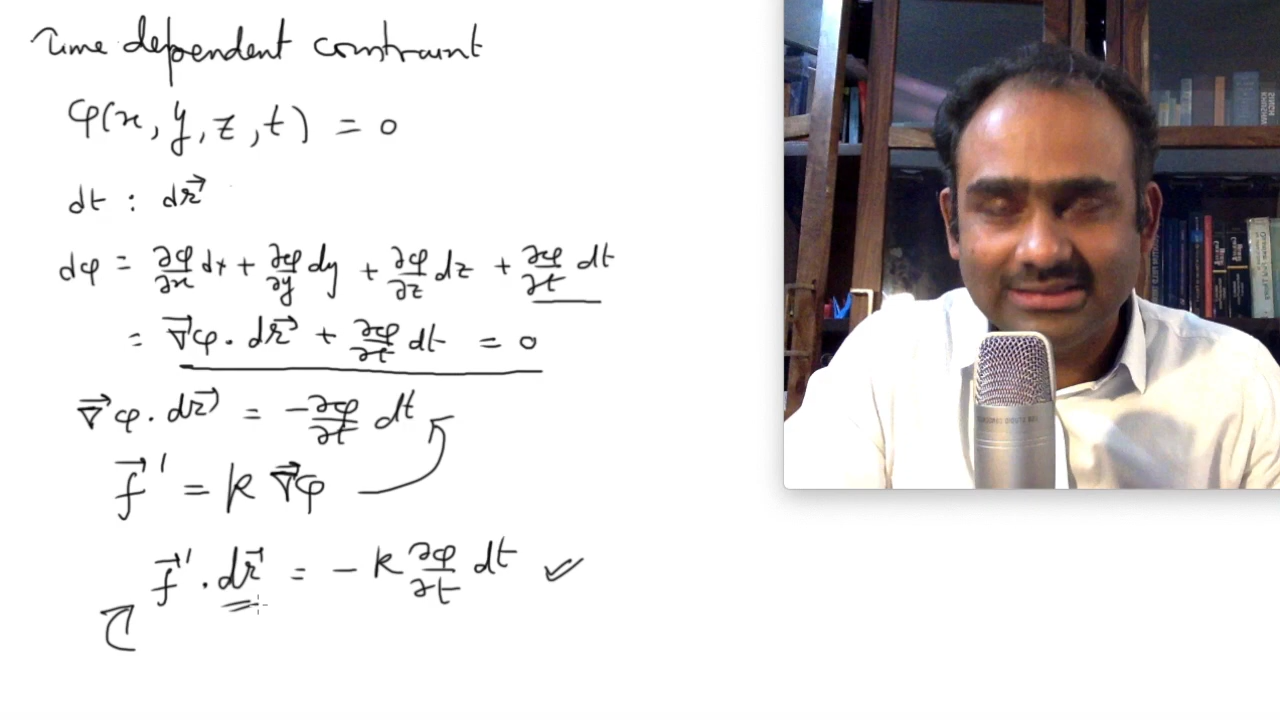 Time dependent constraint
φ(x, y, z, t) = 0
dt : dr⃗
dφ = ∂φ/∂x dx + ∂φ/∂y dy + ∂φ/∂z dz + ∂φ/∂t dt
= ∇⃗φ . dr⃗ + ∂φ/∂t dt = 0
∇⃗φ . dr⃗ = -∂φ/∂t dt
f⃗' = k ∇⃗φ
f⃗' . dr⃗ = - k ∂φ/∂t dt ✓